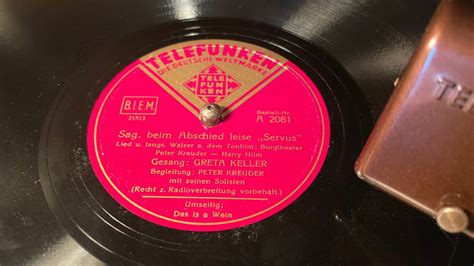 TELEFUNKEN
DIE DEUTSCHE WELTMARKE
TELE
FUN
KEN
B.I.E.M.
21513
Bestell-Nr.
A 2081
Sag, beim Abschied leise „Servus"
Lied u. langs. Walzer a. dem Tonfilm: Burgtheater
Peter Kreuder — Harry Hilm
Gesang: GRETA KELLER
Begleitung: PETER KREUDER
mit seinen Solisten
(Recht z. Radioverbreitung vorbehalt.)
Umseitig:
Das is a Wein
TE